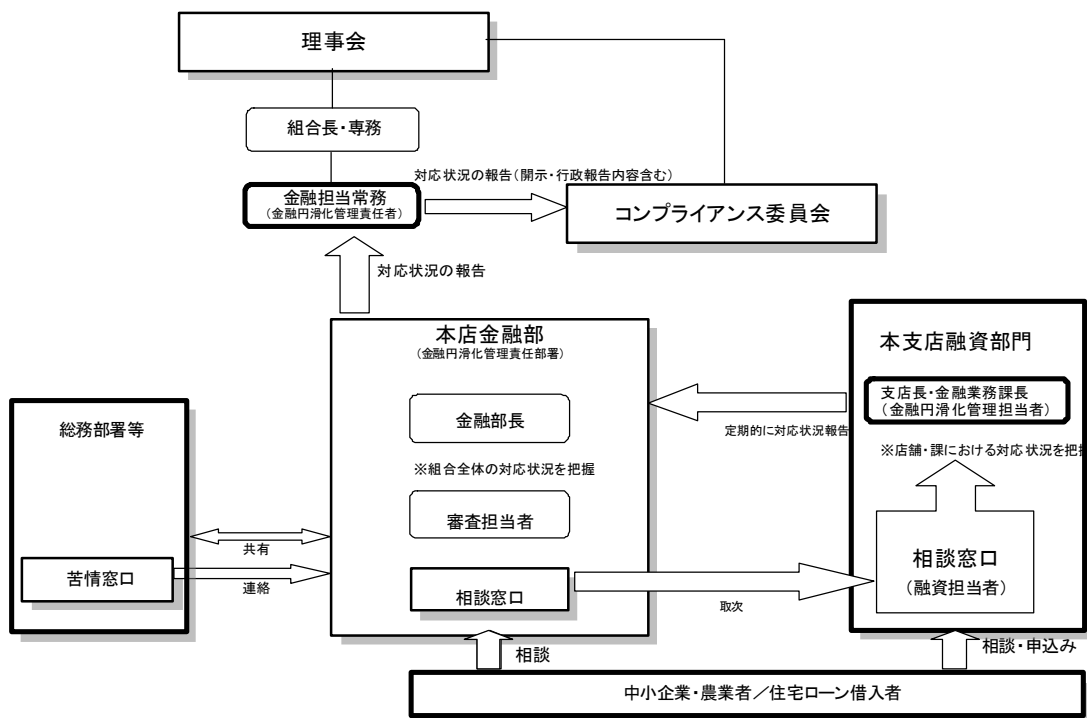 理事会
組合長・専務
対応状況の報告(開示・行政報告内容含む)
金融担当常務
(金融円滑化管理責任者)
コンプライアンス委員会
対応状況の報告
本店金融部
(金融円滑化管理責任部署)
本支店融資部門
支店長・金融業務課長
(金融円滑化管理担当者)
金融部長
総務部署等
定期的に対応状況報告
※店舗・課における対応状況を把
※組合全体の対応状況を把握
審査担当者
共有
相談窓口
(融資担当者)
苦情窓口
連絡
相談窓口
取次
相談
相談・申込み
中小企業・農業者/住宅ローン借入者